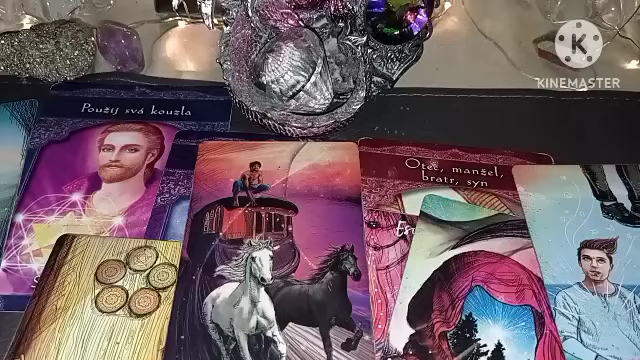 KINEMASTER
Použij svá kouzla
Otec, manžel,
bratr, syn